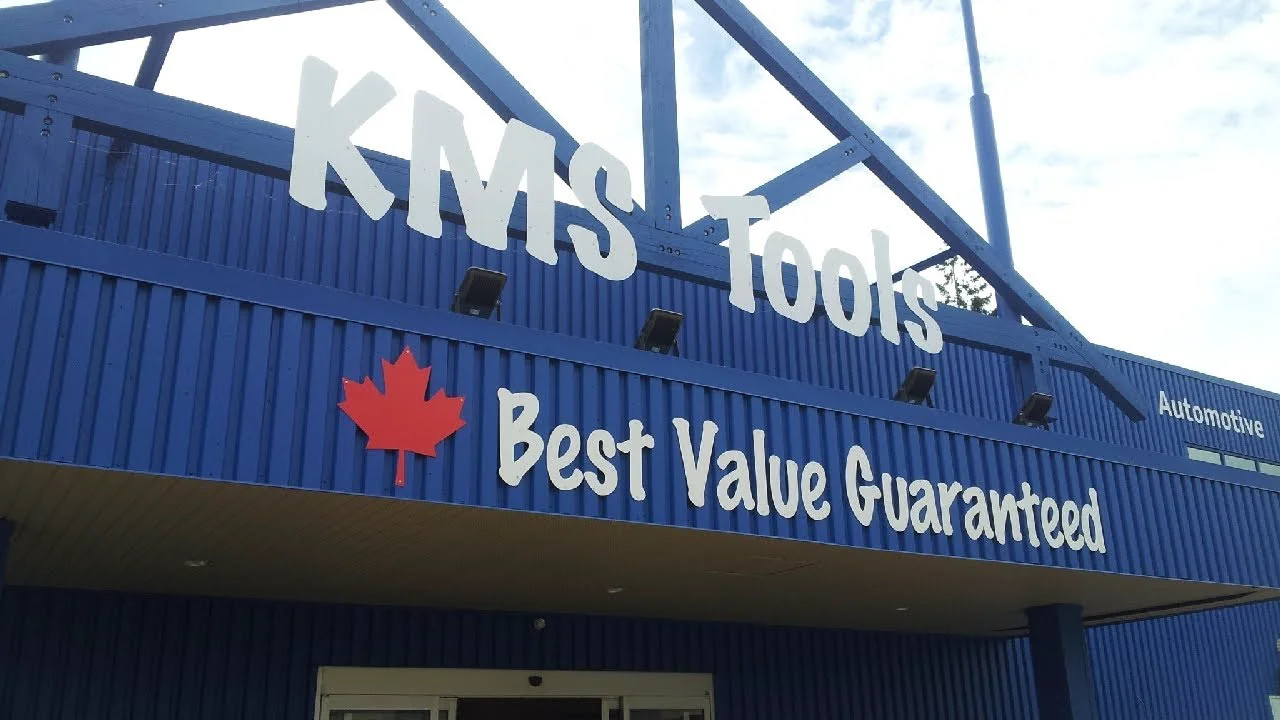 KMS Tools
Best Value Guaranteed
Automotive